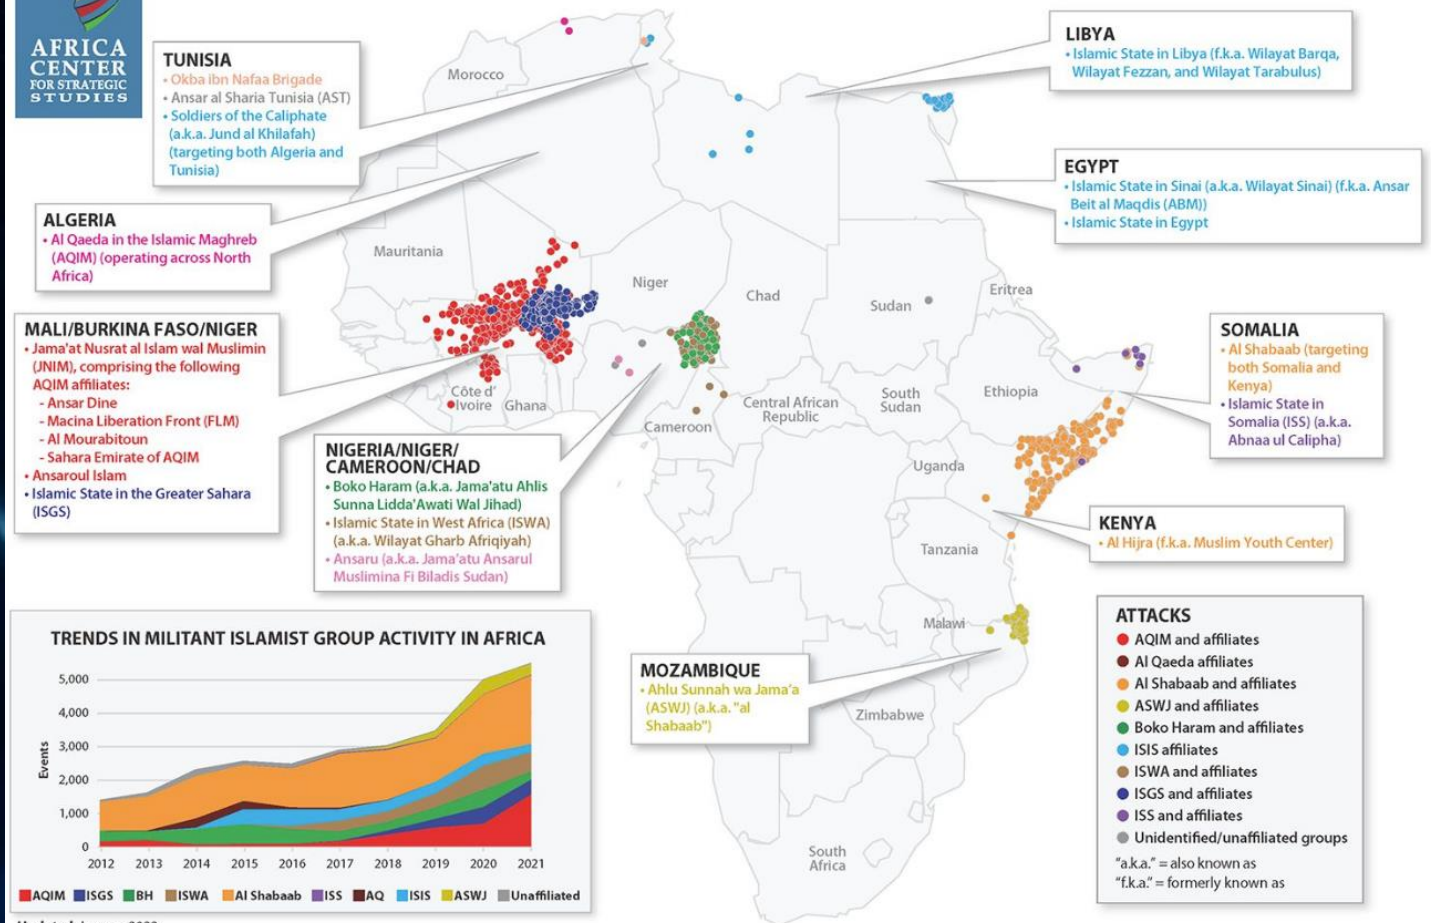 AFRICA
CENTER
FOR STRATEGIC
STUDIES
TUNISIA
• Okba ibn Nafaa Brigade
• Ansar al Sharia Tunisia (AST)
• Soldiers of the Caliphate
(a.k.a. Jund al Khilafah)
(targeting both Algeria and
Tunisia)
ALGERIA
• Al Qaeda in the Islamic Maghreb
(AQIM) (operating across North
Africa)
MALI/BURKINA FASO/NIGER
• Jama'at Nusrat al Islam wal Muslimin
(JNIM), comprising the following
AQIM affiliates:
- Ansar Dine
- Macina Liberation Front (FLM)
- Al Mourabitoun
- Sahara Emirate of AQIM
• Ansaroul Islam
• Islamic State in the Greater Sahara
(ISGS)
NIGERIA/NIGER/
CAMEROON/CHAD
• Boko Haram (a.k.a. Jama'atu Ahlis
Sunna Lidda'Awati Wal Jihad)
• Islamic State in West Africa (ISWA)
(a.k.a. Wilayat Gharb Afriqiyah)
• Ansaru (a.k.a. Jama'atu Ansarul
Muslimina Fi Biladis Sudan)
LIBYA
• Islamic State in Libya (f.k.a. Wilayat Barqa,
Wilayat Fezzan, and Wilayat Tarabulus)
EGYPT
• Islamic State in Sinai (a.k.a. Wilayat Sinai) (f.k.a. Ansar
Beit al Maqdis (ABM))
• Islamic State in Egypt
SOMALIA
• Al Shabaab (targeting
both Somalia and
Kenya)
• Islamic State in
Somalia (ISS) (a.k.a.
Abnaa ul Calipha)
KENYA
• Al Hijra (f.k.a. Muslim Youth Center)
MOZAMBIQUE
• Ahlu Sunnah wa Jama'a
(ASWJ) (a.k.a. "al
Shabaab")
Morocco
Mauritania
Niger
Chad
Sudan
Eritrea
Côte d'
Ivoire
Ghana
Cameroon
Central African
Republic
South
Sudan
Ethiopia
Uganda
Tanzania
Malawi
Zimbabwe
South
Africa
TRENDS IN MILITANT ISLAMIST GROUP ACTIVITY IN AFRICA
Events
5,000
4,000
3,000
2,000
1,000
0
2012 2013 2014 2015 2016 2017 2018 2019 2020 2021
AQIM ISGS BH ISWA Al Shabaab ISS AQ ISIS ASWJ Unaffiliated
ATTACKS
AQIM and affiliates
Al Qaeda affiliates
Al Shabaab and affiliates
ASWJ and affiliates
Boko Haram and affiliates
ISIS affiliates
ISWA and affiliates
ISGS and affiliates
ISS and affiliates
Unidentified/unaffiliated groups
"a.k.a." = also known as
"f.k.a." = formerly known as